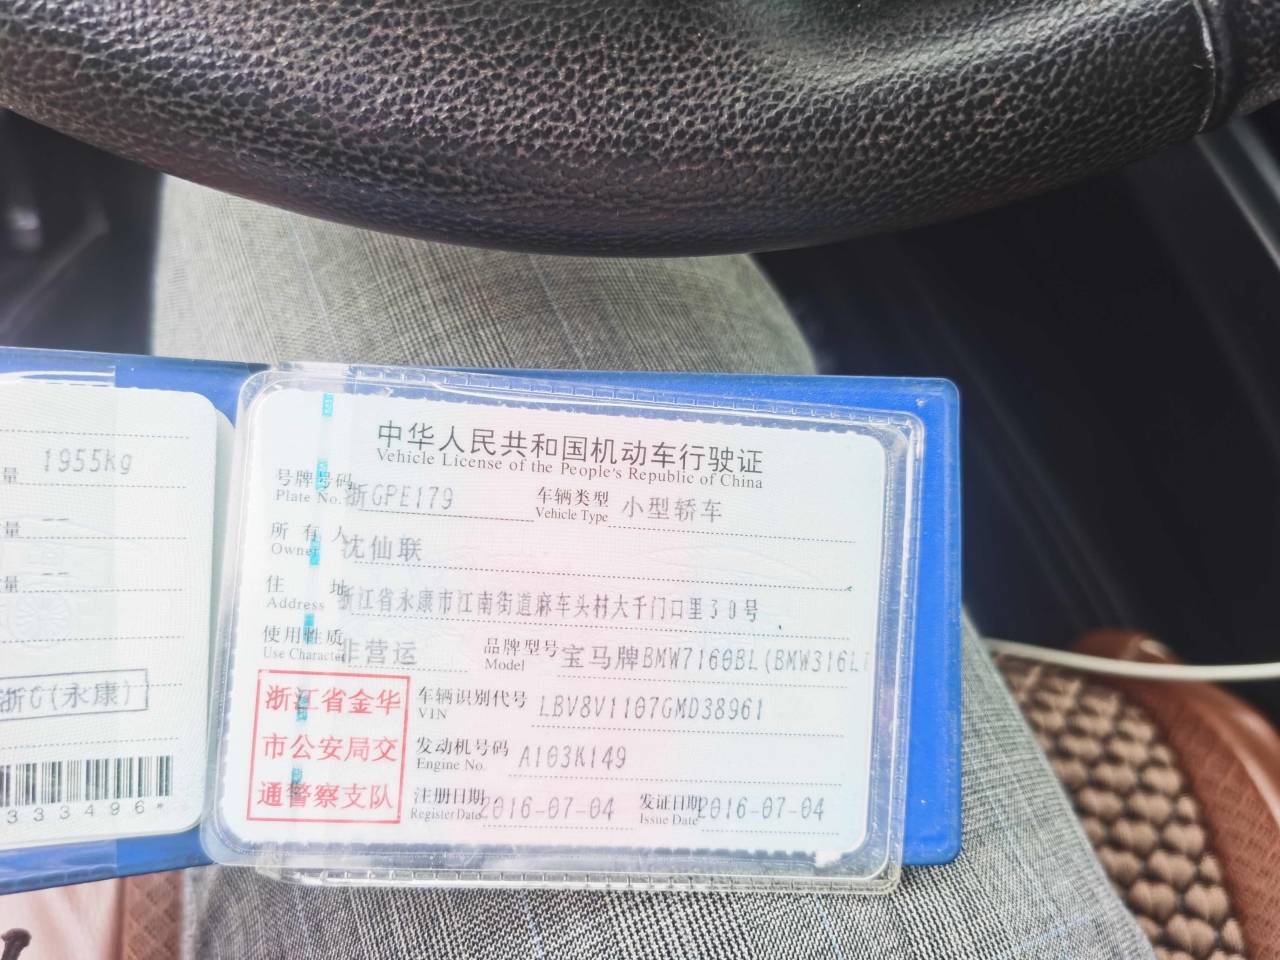 量 1955kg
量 --
量 --
浙G(永康)
333496*
中华人民共和国机动车行驶证
Vehicle License of the People's Republic of China
号牌号码 浙GPE179 车辆类型 小型轿车
Plate No. Vehicle Type
所有人 沈仙联
Owner
住址 浙江省永康市江南街道麻车头村大千门口里30号
Address
使用性质 非营运 品牌型号 宝马牌BMW7160BL(BMW316L
Use Character Model
浙江省金华
市公安局交
通警察支队
车辆识别代号 LBV8V1107GMD38961
VIN
发动机号码 A103K149
Engine No.
注册日期 2016-07-04 发证日期 2016-07-04
Register Date Issue Date